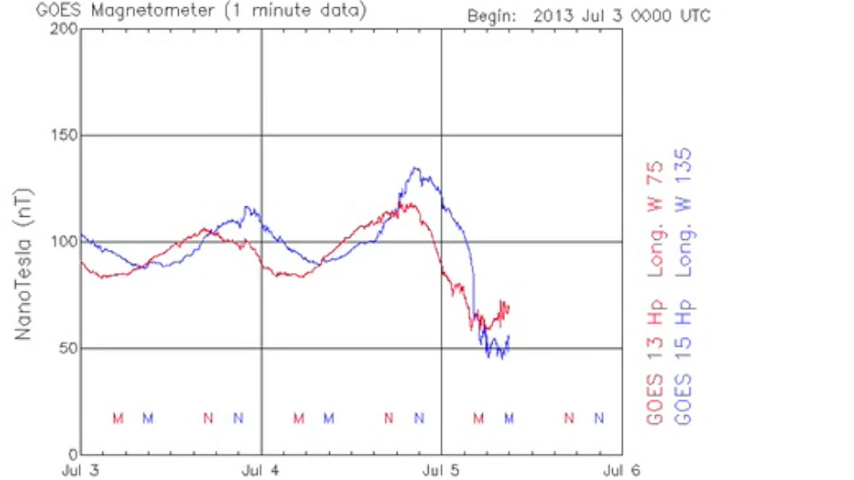 GOES Magnetometer (1 minute data)
Begin: 2013 Jul 3 0000 UTC
200
150
100
50
0
NanoTesla (nT)
M M N N M M N N M M N N
Jul 3 Jul 4 Jul 5 Jul 6
GOES 13 Hp Long. W 75
GOES 15 Hp Long. W 135